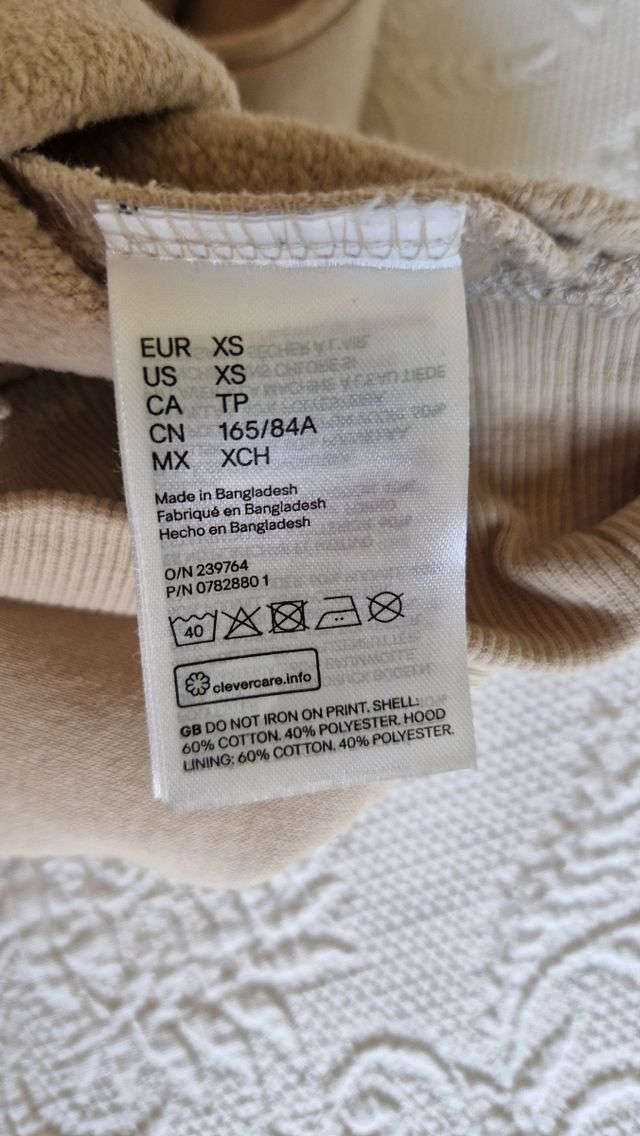 EUR XS
US XS
CA TP
CN 165/84A
MX XCH
Made in Bangladesh
Fabriqué en Bangladesh
Hecho en Bangladesh
O/N 239764
P/N 0782880 1
40
clevercare.info
GB DO NOT IRON ON PRINT. SHELL:
60% COTTON. 40% POLYESTER. HOOD
LINING: 60% COTTON. 40% POLYESTER.